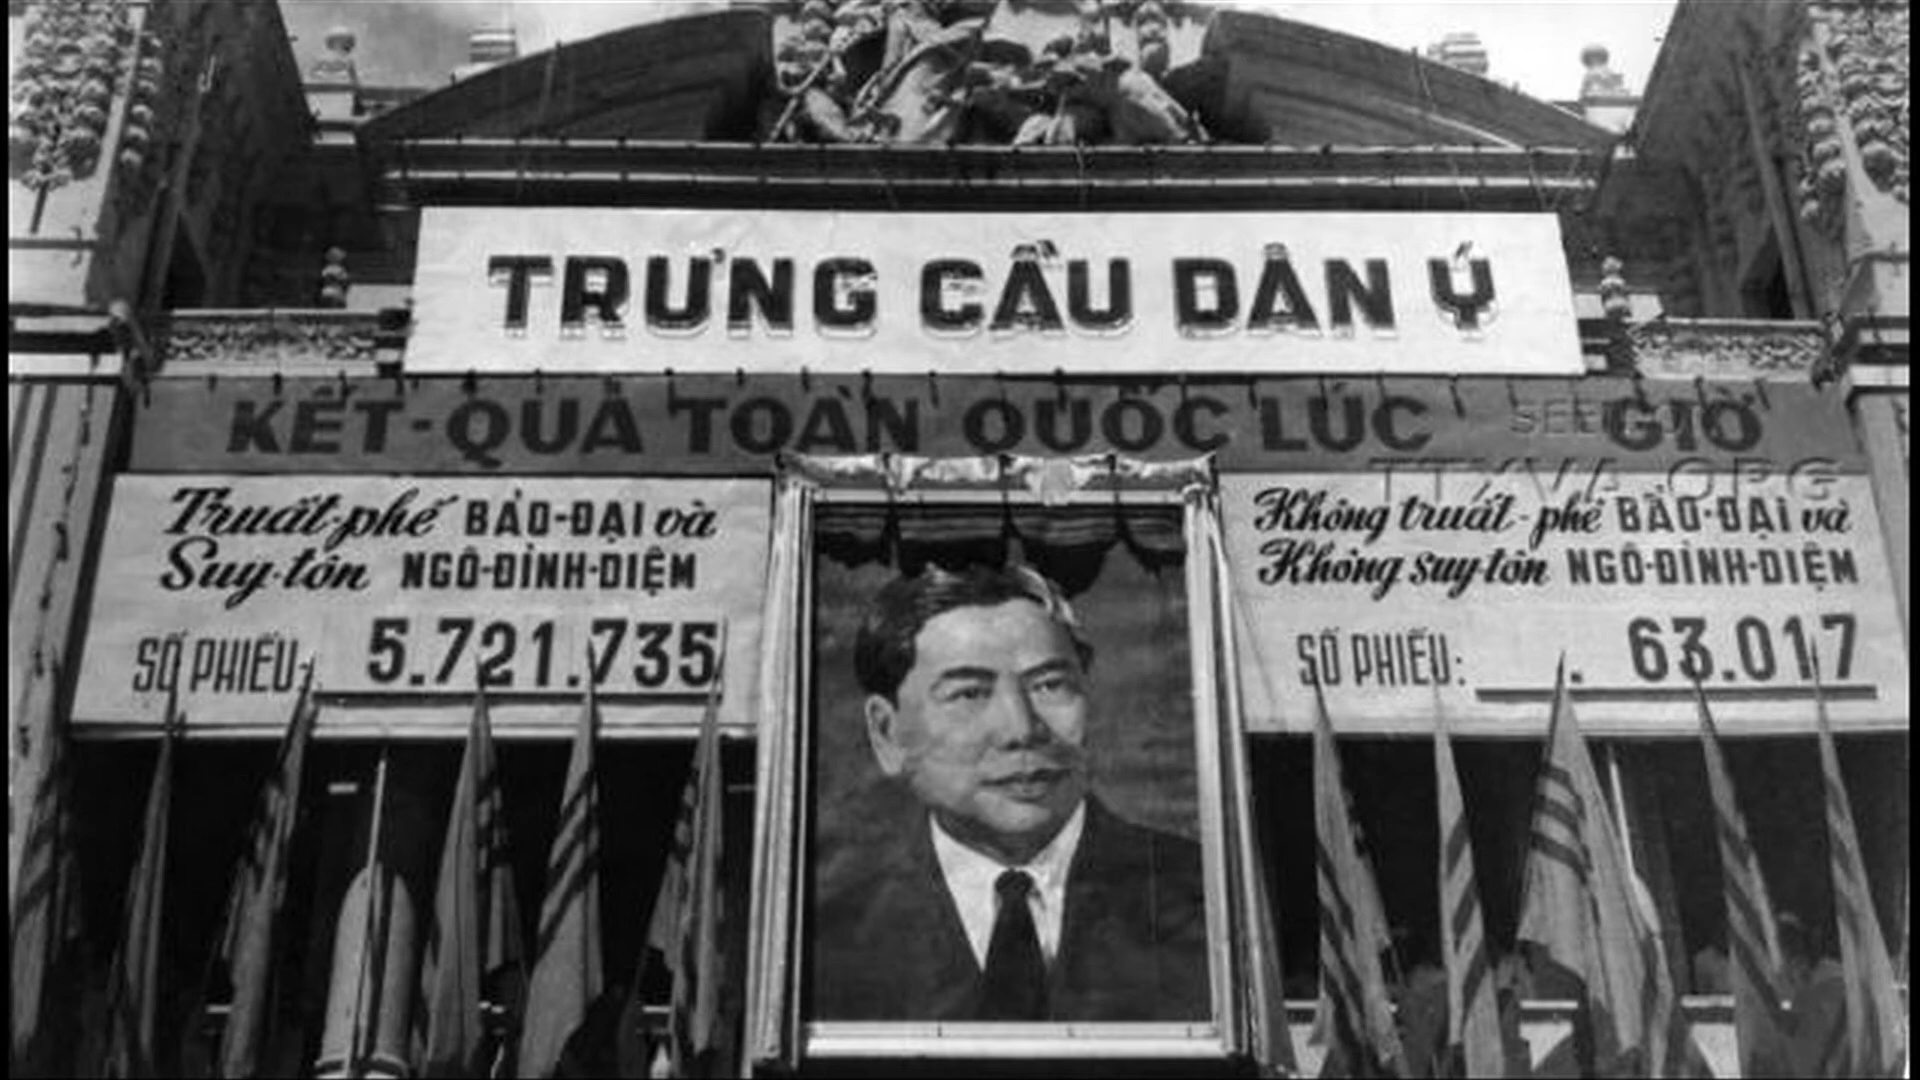 TRƯNG CẦU DÂN Ý
KẾT-QUẢ TOÀN QUỐC LÚC GIỜ
Truất-phế BẢO-ĐẠI và
Suy-tôn NGÔ-ĐÌNH-DIỆM
SỐ PHIẾU: 5.721.735
Không truất-phế BẢO-ĐẠI và
Không suy-tôn NGÔ-ĐÌNH-DIỆM
SỐ PHIẾU: . 63.017
TTXVA.ORG